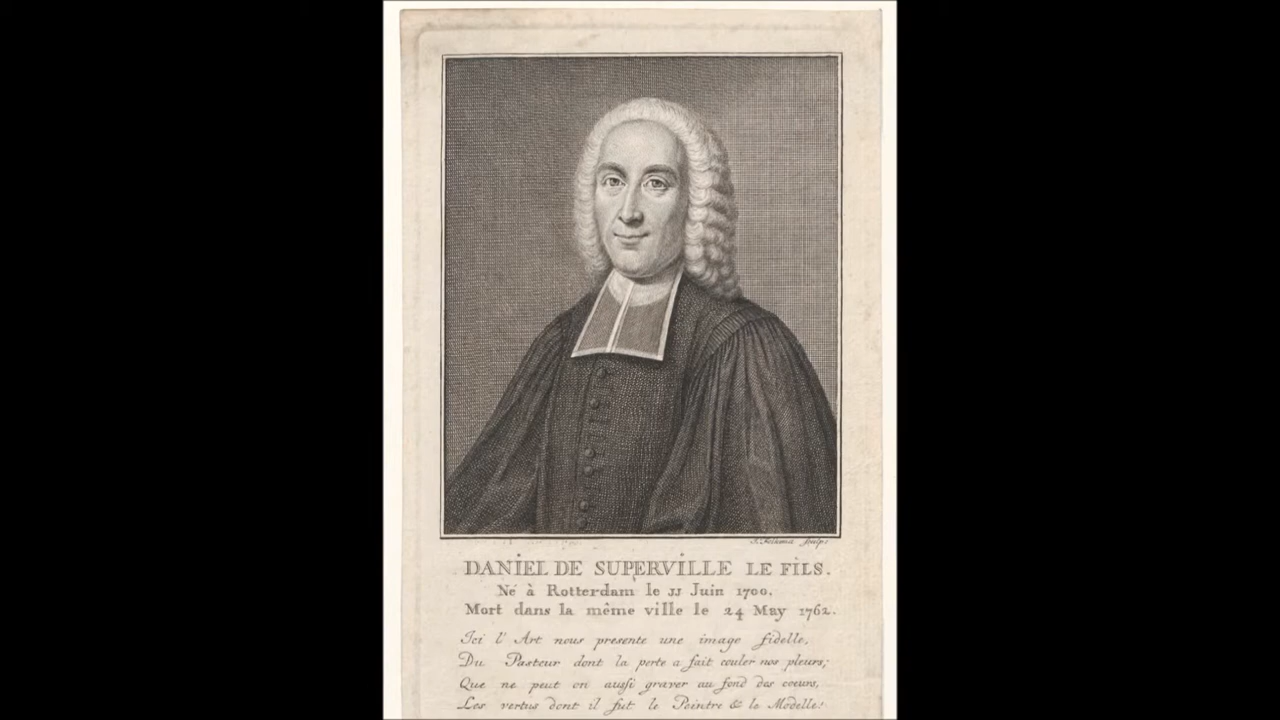 DANIEL DE SUPERVILLE LE FILS.
Né à Rotterdam le 11 Juin 1700.
Mort dans la même ville le 24 May 1762.
Ici l'Art nous presente une image fidelle,
Du Pasteur dont la perte a fait couler nos pleurs;
Que ne peut on aussi graver au fond des coeurs,
Les vertus dont il fut le Peintre & le Modelle!